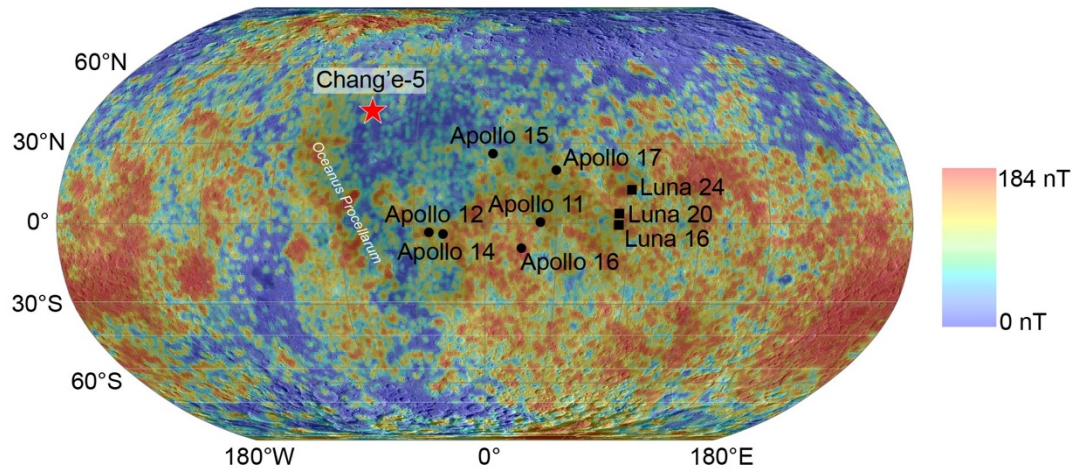 60°N
Chang'e-5
30°N
Apollo 15
Apollo 17
Oceanus Procellarum
184 nT
Luna 24
Apollo 11
Apollo 12
Luna 20
0°
Luna 16
Apollo 14
Apollo 16
30°S
0 nT
60°S
180°W
0°
180°E